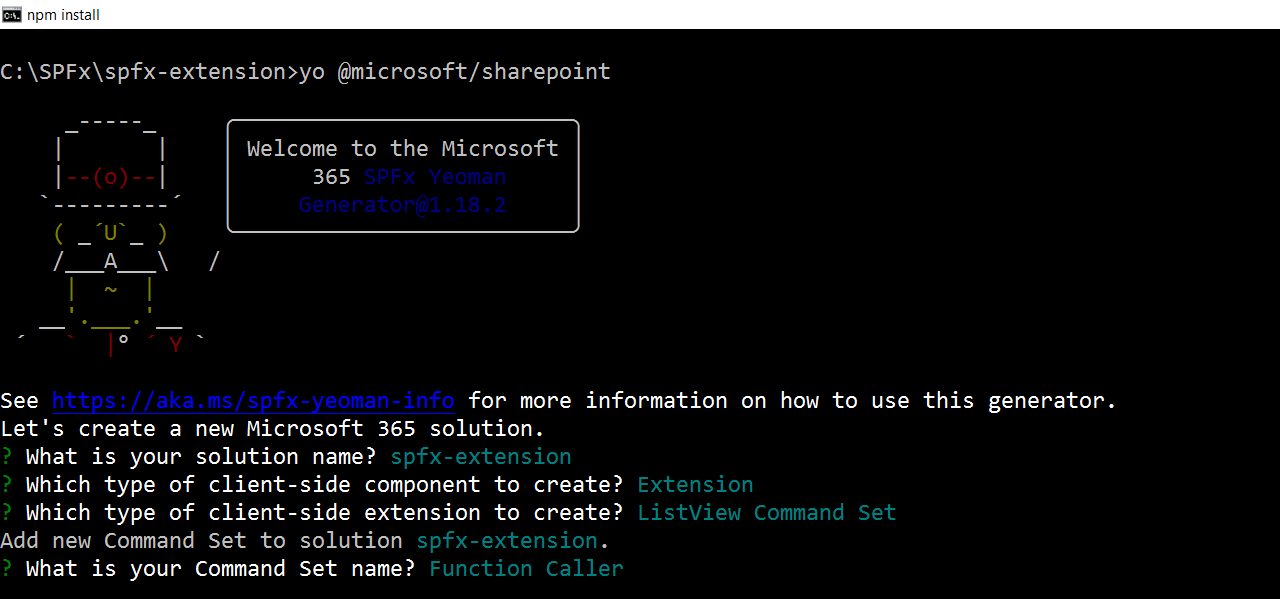 npm install
C:\SPFx\spfx-extension>yo @microsoft/sharepoint
     _-----_
    |       |
    |--(o)--|
   `---------´
    ( _´U`_ )
    /___A___\   /
     |  ~  |
   __'.___.'__
 ´   `  |° ´ Y `
Welcome to the Microsoft
365 SPFx Yeoman
Generator@1.18.2
See https://aka.ms/spfx-yeoman-info for more information on how to use this generator.
Let's create a new Microsoft 365 solution.
? What is your solution name? spfx-extension
? Which type of client-side component to create? Extension
? Which type of client-side extension to create? ListView Command Set
Add new Command Set to solution spfx-extension.
? What is your Command Set name? Function Caller